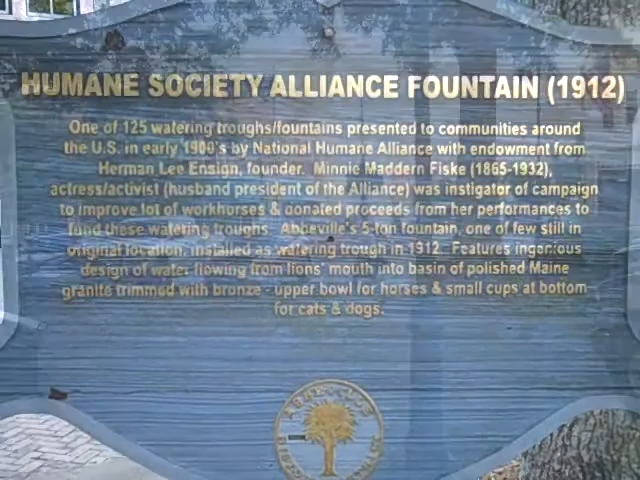 HUMANE SOCIETY ALLIANCE FOUNTAIN (1912)
One of 125 watering troughs/fountains presented to communities around
the U.S. in early 1900's by National Humane Alliance with endowment from
Herman Lee Ensign, founder. Minnie Maddern Fiske (1865-1932),
actress/activist (husband president of the Alliance) was instigator of campaign
to improve lot of workhorses & donated proceeds from her performances to
fund these watering troughs. Abbeville's 5-ton fountain, one of few still in
original location, installed as watering trough in 1912. Features ingenious
design of water flowing from lions' mouth into basin of polished Maine
granite trimmed with bronze - upper bowl for horses & small cups at bottom
for cats & dogs.
ABBEVILLE